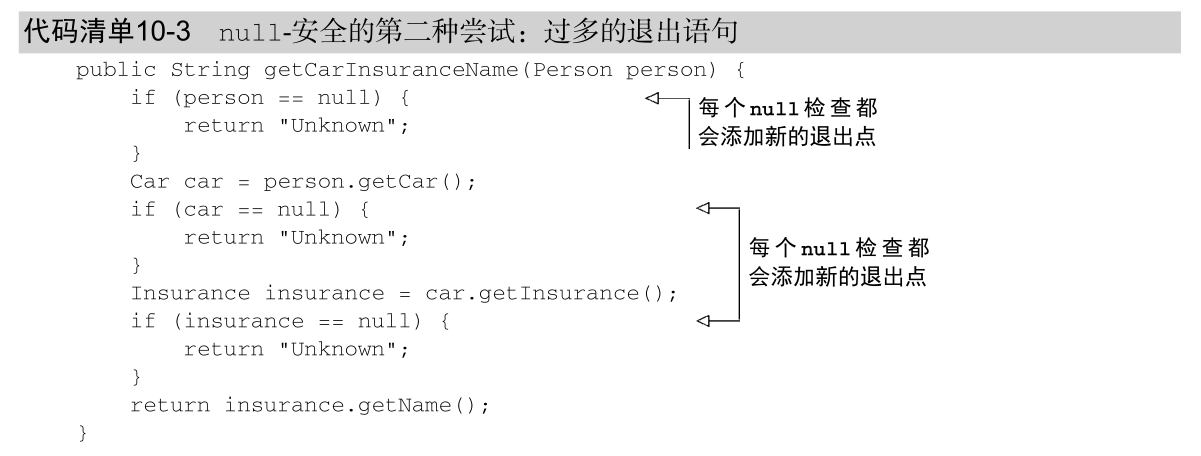 代码清单10-3 null-安全的第二种尝试：过多的退出语句
public String getCarInsuranceName(Person person) {
    if (person == null) {
        return "Unknown";
    }
    Car car = person.getCar();
    if (car == null) {
        return "Unknown";
    }
    Insurance insurance = car.getInsurance();
    if (insurance == null) {
        return "Unknown";
    }
    return insurance.getName();
}
每个null检查都
会添加新的退出点
每个null检查都
会添加新的退出点